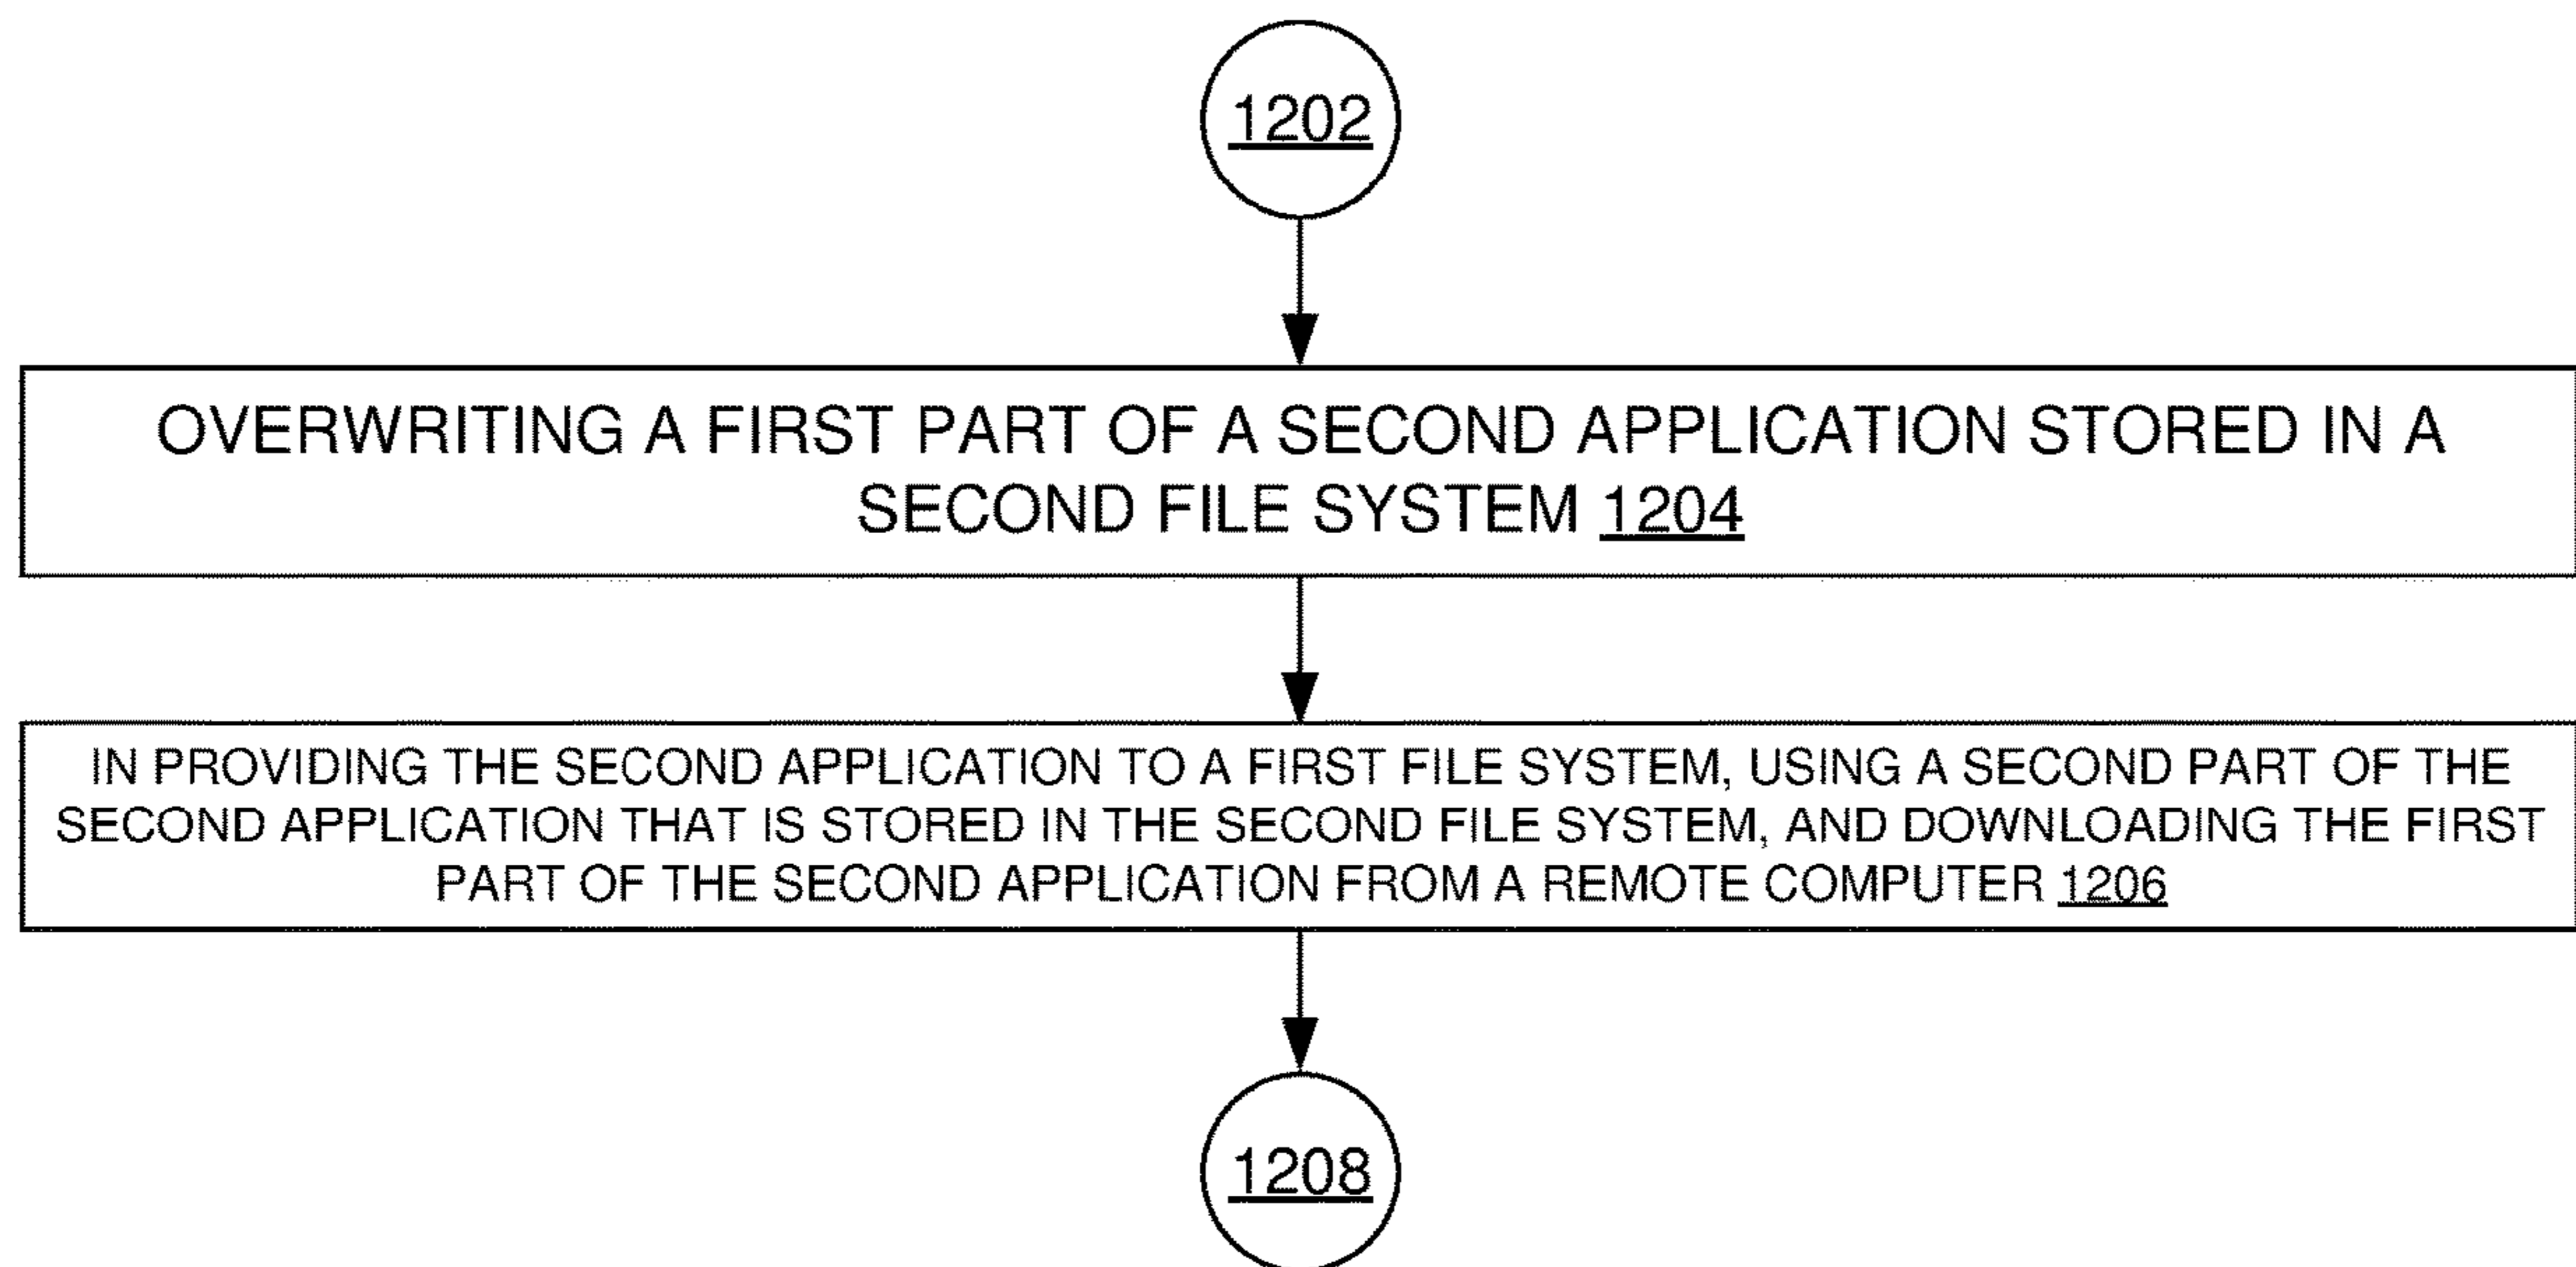 1202
OVERWRITING A FIRST PART OF A SECOND APPLICATION STORED IN A
SECOND FILE SYSTEM 1204
IN PROVIDING THE SECOND APPLICATION TO A FIRST FILE SYSTEM, USING A SECOND PART OF THE
SECOND APPLICATION THAT IS STORED IN THE SECOND FILE SYSTEM, AND DOWNLOADING THE FIRST
PART OF THE SECOND APPLICATION FROM A REMOTE COMPUTER 1206
1208